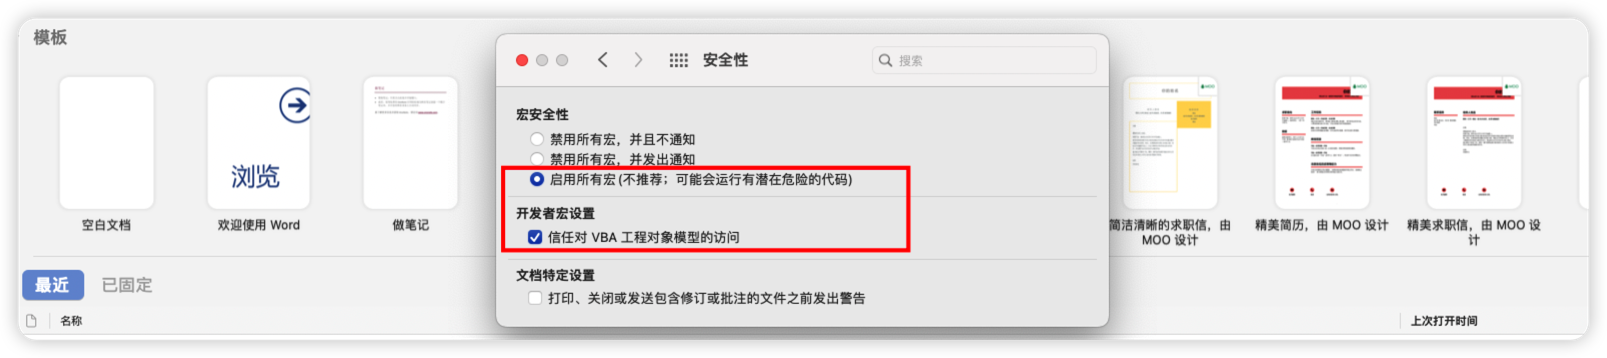 模板
安全性
搜索
宏安全性
禁用所有宏，并且不通知
禁用所有宏，并发出通知
启用所有宏 (不推荐；可能会运行有潜在危险的代码)
开发者宏设置
信任对 VBA 工程对象模型的访问
文档特定设置
打印、关闭或发送包含修订或批注的文件之前发出警告
浏览
空白文档
欢迎使用 Word
做笔记
MOO
MOO
MOO
简洁清晰的求职信，由
MOO 设计
精美简历，由 MOO 设计
精美求职信，由 MOO 设
计
最近
已固定
名称
上次打开时间